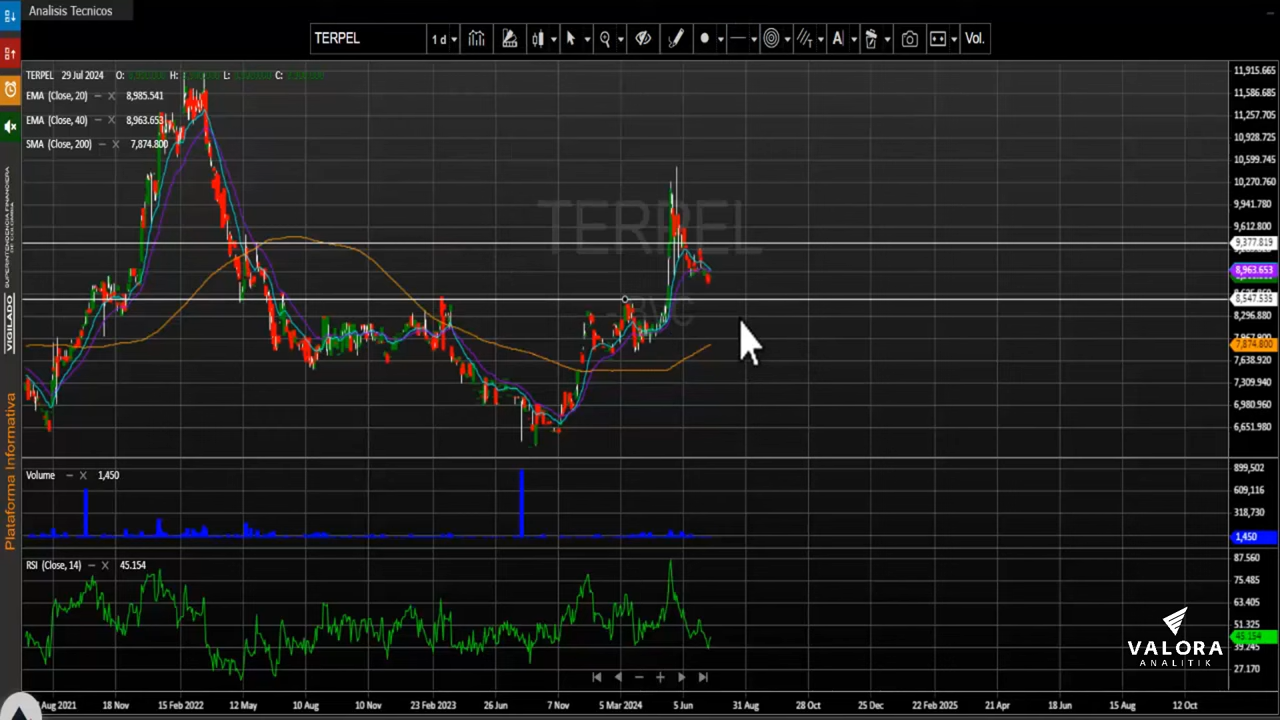 Analisis Tecnicos
TERPEL
1 d
A
Vol.
TERPEL 29 Jul 2024 O: H: L: C:
EMA (Close, 20) 8,985.541
EMA (Close, 40) 8,963.653
SMA (Close, 200) 7,874.800
TERPEL
BVC
11,915.665
11,586.685
11,257.705
10,928.725
10,599.745
10,270.760
9,941.780
9,612.800
9,377.819
8,963.653
8,547.535
8,296.880
7,874.800
7,638.920
7,309.940
6,980.960
6,651.980
Volume 1,450
899,502
609,116
318,730
1,450
RSI (Close, 14) 45.154
87.560
75.485
63.405
51.325
45.154
39.245
27.170
Aug 2021
18 Nov
15 Feb 2022
12 May
10 Aug
10 Nov
23 Feb 2023
26 Jun
7 Nov
5 Mar 2024
5 Jun
31 Aug
28 Oct
25 Dec
22 Feb 2025
21 Apr
18 Jun
15 Aug
12 Oct
VIGILADO SUPERINTENDENCIA FINANCIERA DE COLOMBIA
Plataforma Informativa
VALORA
ANALITIK